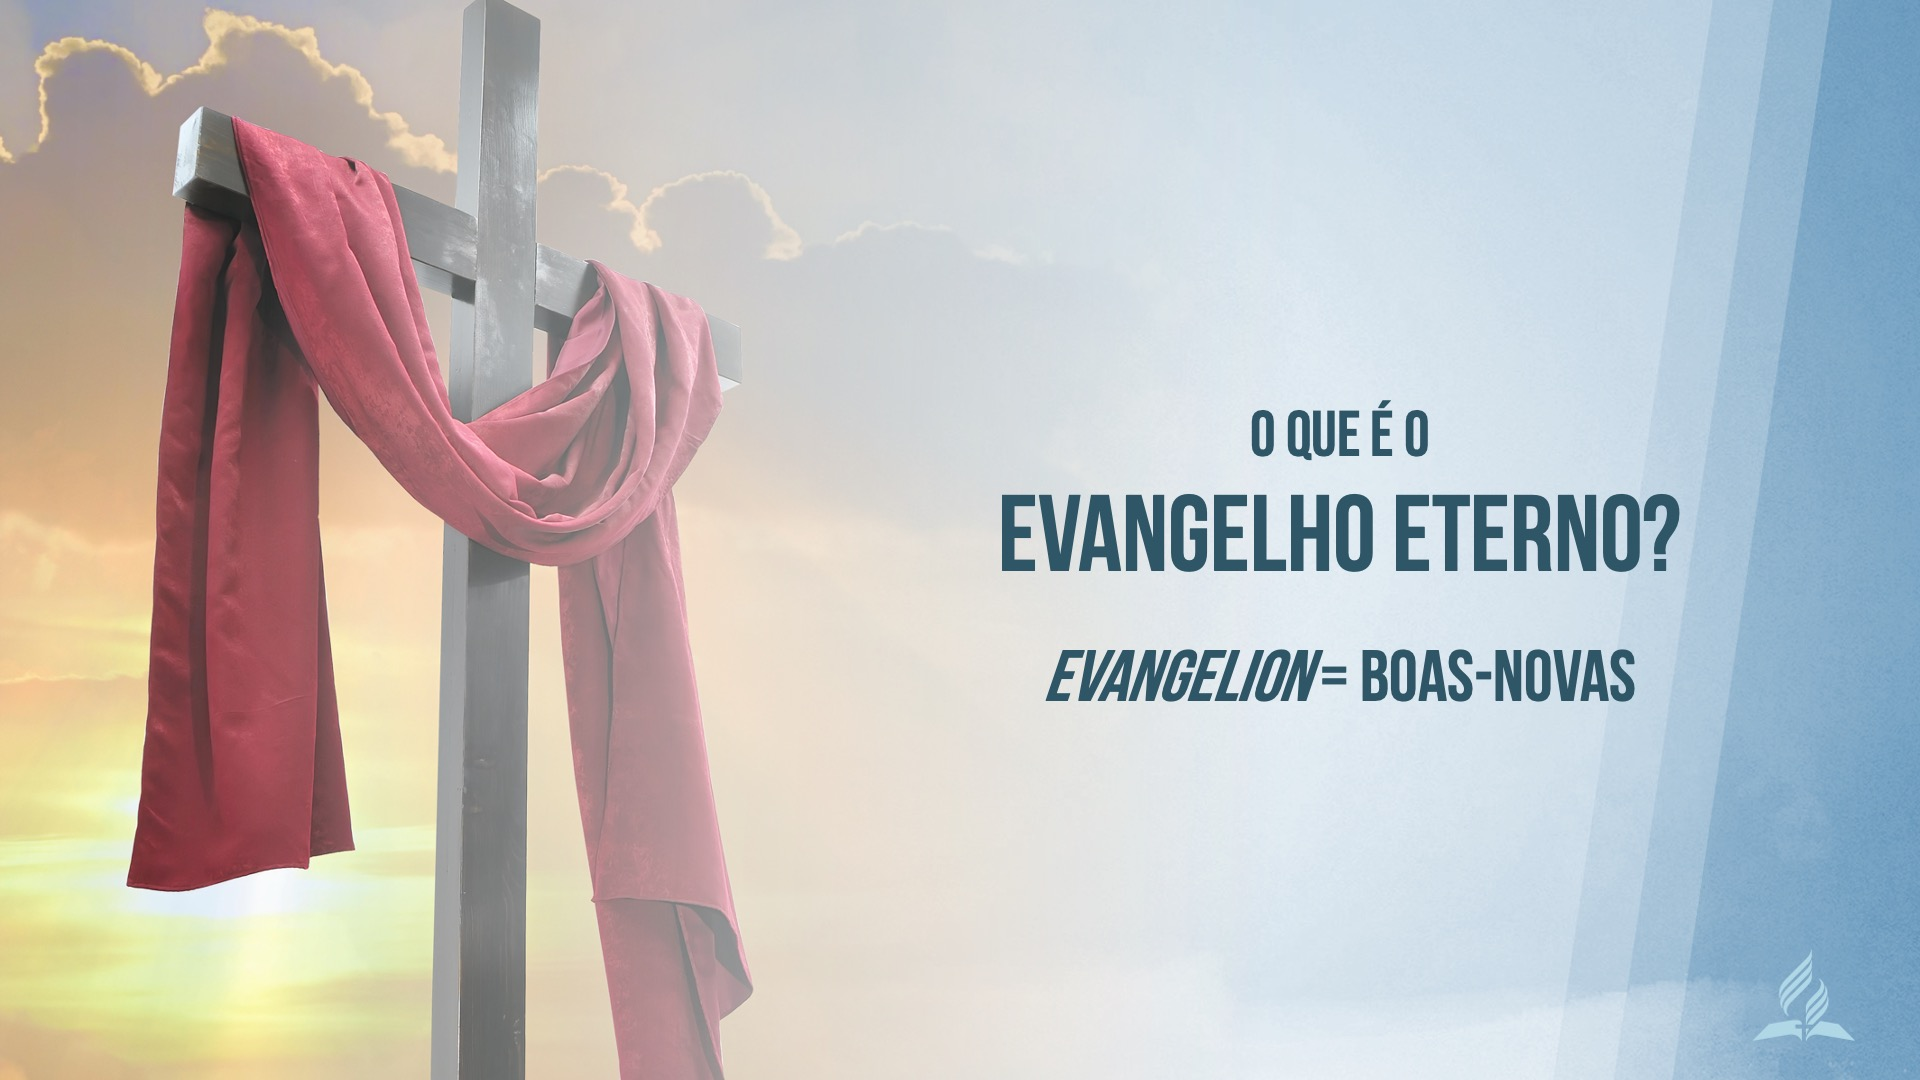 O QUE É O
EVANGELHO ETERNO?
EVANGELION= BOAS-NOVAS